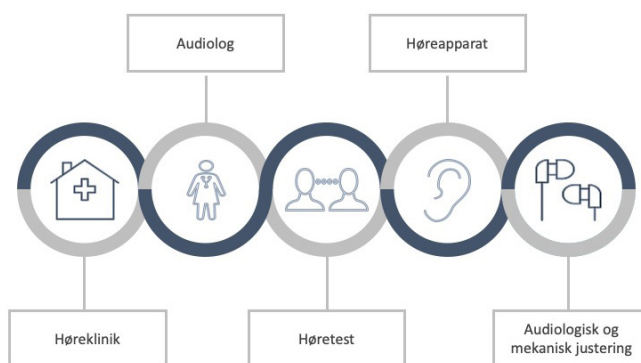 Audiolog
Høreapparat
Høreklinik
Høretest
Audiologisk og
mekanisk justering